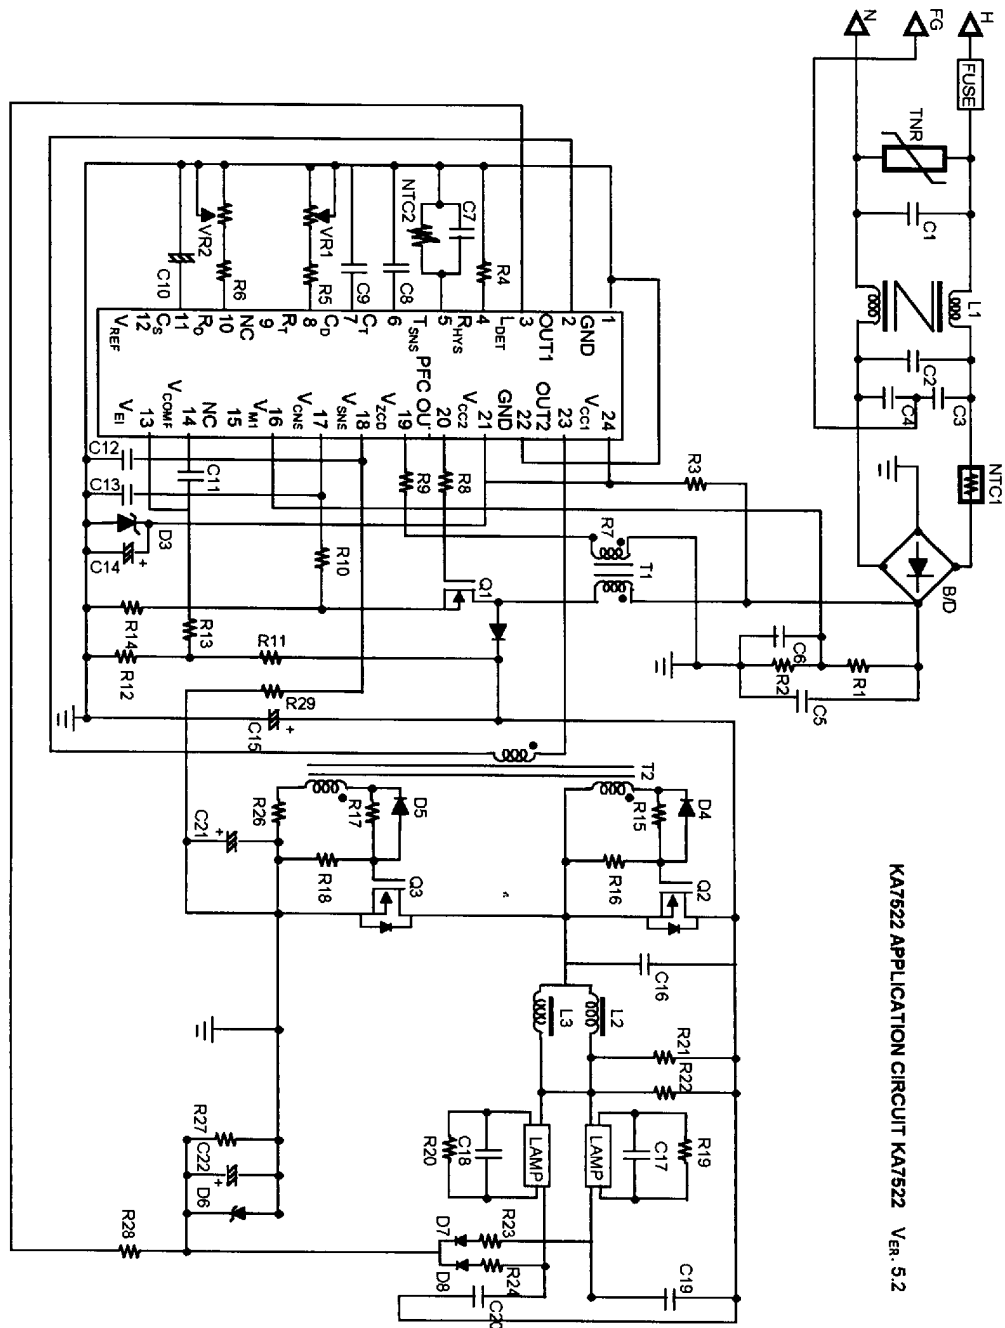 KA7522 APPLICATION CIRCUIT KA7522 VER. 5.2
H
FG
N
FUSE
TNR
C1
L1
C2
C3
C4
NTC1
B/D
R1
R2
C6
C5
R3
R7
T1
R9
R8
Q1
R10
D3
C11
C12
C13
C14
R14
R13
R12
R11
R29
C15
R4
C7
NTC2
C8
C9
R5
VR1
R6
VR2
C10
1 GND
2 OUT1
3 LDET
4 RHYS
5 TSNS
6 CT
7 CD
8 RT
9 NC
10 RO
11 CS
12 VREF
24 VCC1
23 OUT2
22 GND
21 VCC2
20 PFC OU
19 VZCD
18 VSNS
17 VCNS
16 VM1
15 NC
14 VCOMP
13 VEI
T2
D4
R15
R16
Q2
D5
R17
R18
Q3
R26
C21
C16
L2
L3
R21
R22
R19
C17
LAMP
LAMP
C18
R20
R23
R24
D7
D8
C19
C20
R27
C22
D6
R28